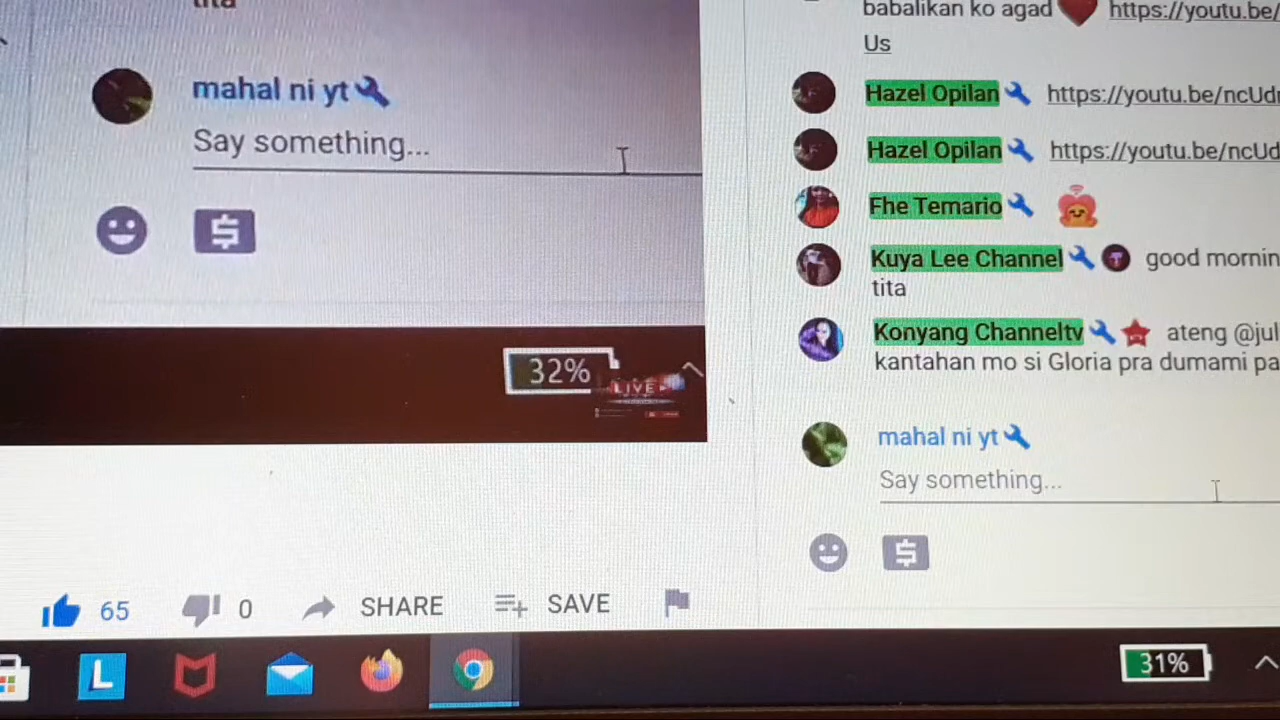 tita
mahal ni yt
Say something...
32%
LIVE
babalikan ko agad https://youtu.be/
Us
Hazel Opilan https://youtu.be/ncUd
Hazel Opilan https://youtu.be/ncUd
Fhe Temario
Kuya Lee Channel good mornin
tita
Konyang Channeltv ateng @jul
kantahan mo si Gloria pra dumami pa
mahal ni yt
Say something...
65 0 SHARE SAVE
L
31%